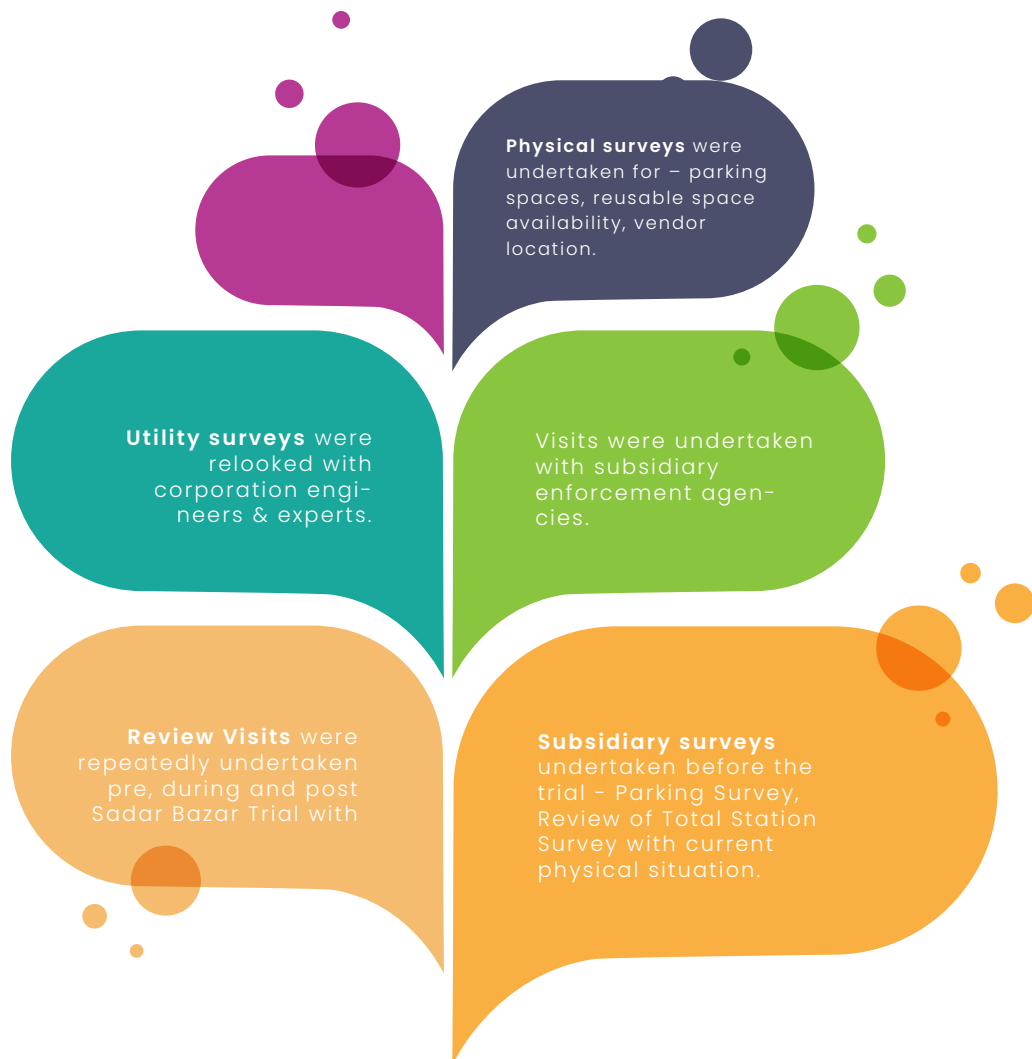 Physical surveys were
undertaken for – parking
spaces, reusable space
availability, vendor
location.
Utility surveys were
relooked with
corporation engi-
neers & experts.
Visits were undertaken
with subsidiary
enforcement agen-
cies.
Review Visits were
repeatedly undertaken
pre, during and post
Sadar Bazar Trial with
Subsidiary surveys
undertaken before the
trial - Parking Survey,
Review of Total Station
Survey with current
physical situation.